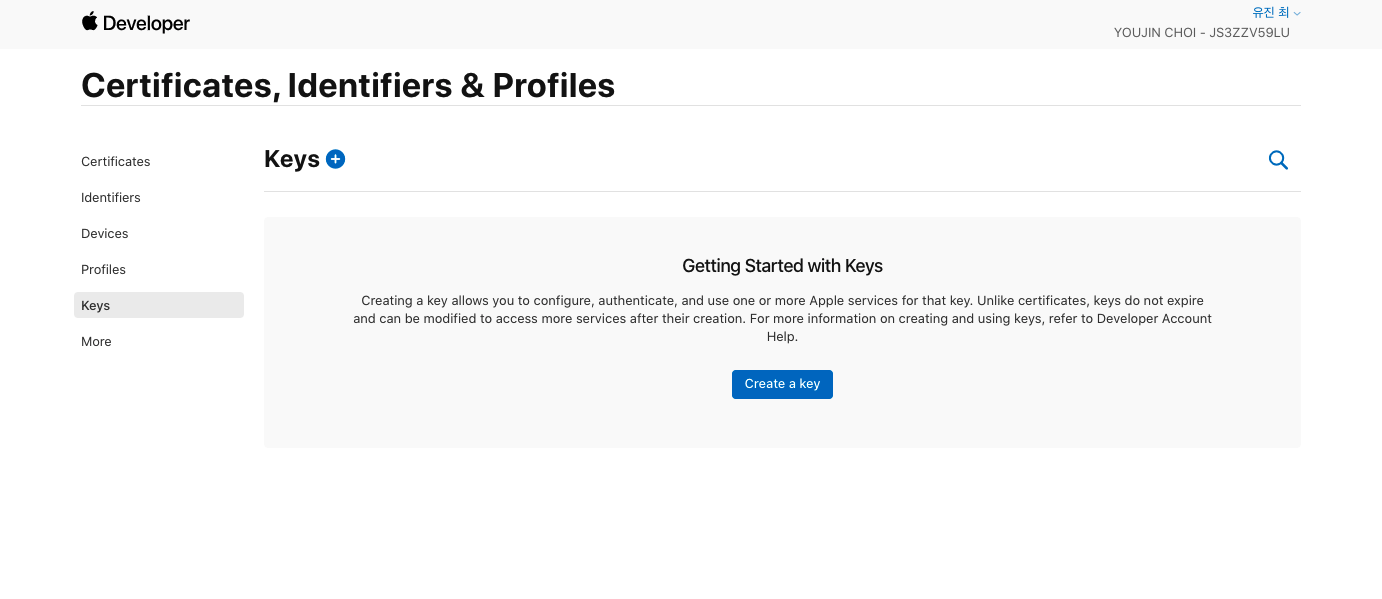 Developer
유진 최
YOUJIN CHOI - JS3ZZV59LU
Certificates, Identifiers & Profiles
Certificates
Identifiers
Devices
Profiles
Keys
More
Keys
Getting Started with Keys
Creating a key allows you to configure, authenticate, and use one or more Apple services for that key. Unlike certificates, keys do not expire
and can be modified to access more services after their creation. For more information on creating and using keys, refer to Developer Account
Help.
Create a key